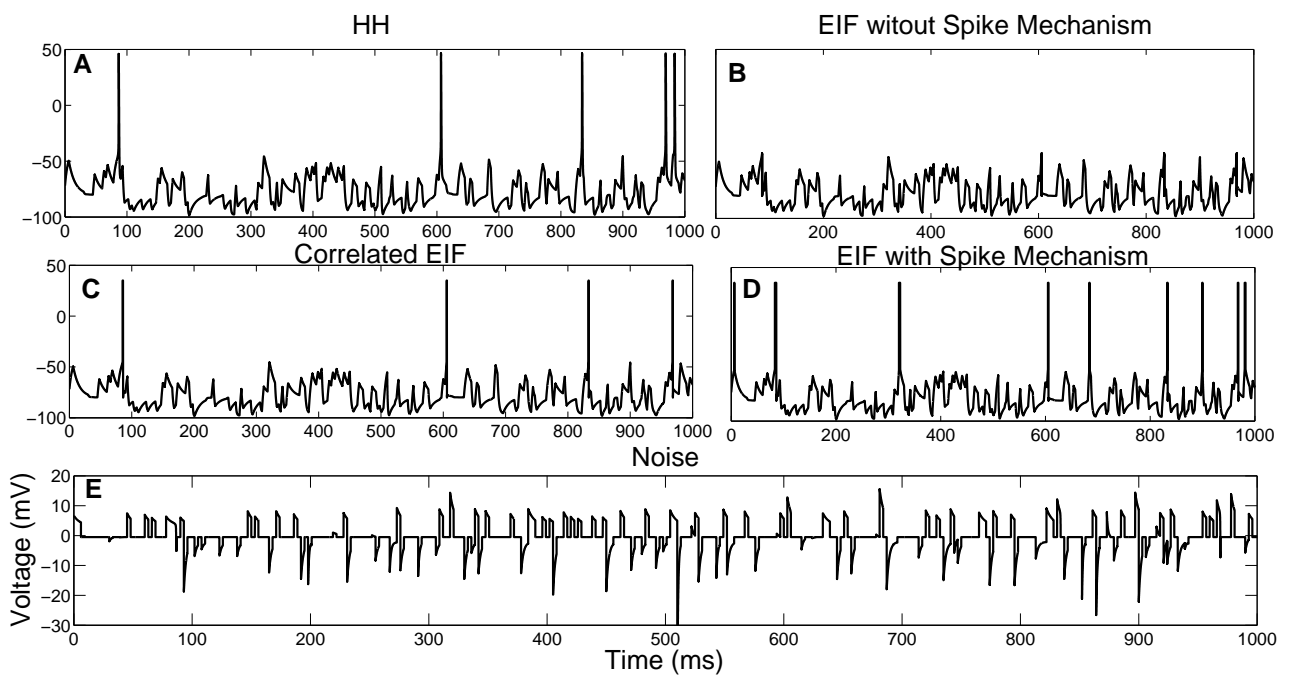 HH
EIF witout Spike Mechanism
50
0
−50
−100
A
B
0 100 200 300 400 500 600 700 800 900 1000
0 200 400 600 800 1000
Correlated EIF
EIF with Spike Mechanism
50
0
−50
−100
C
D
0 100 200 300 400 500 600 700 800 900 1000
0 200 400 600 800 1000
Noise
Voltage (mV)
20
10
0
−10
−20
−30
E
0 100 200 300 400 500 600 700 800 900 1000
Time (ms)